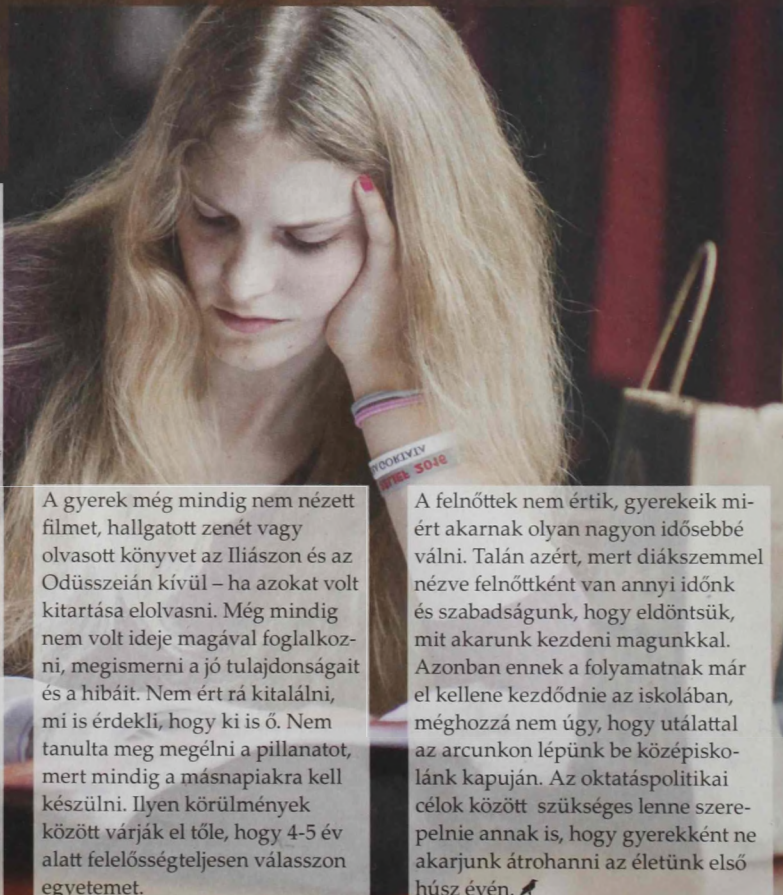 A gyerek még mindig nem nézett
filmet, hallgatott zenét vagy
olvasott könyvet az Iliászon és az
Odüsszeián kívül – ha azokat volt
kitartása elolvasni. Még mindig
nem volt ideje magával foglalkoz-
ni, megismerni a jó tulajdonságait
és a hibáit. Nem ért rá kitalálni,
mi is érdekli, hogy ki is ő. Nem
tanulta meg megélni a pillanatot,
mert mindig a másnapiakra kell
készülni. Ilyen körülmények
között várják el tőle, hogy 4-5 év
alatt felelősségteljesen válasszon
egyetemet.
A felnőttek nem értik, gyerekeik mi-
ért akarnak olyan nagyon idősebbé
válni. Talán azért, mert diákszemmel
nézve felnőttként van annyi időnk
és szabadságunk, hogy eldöntsük,
mit akarunk kezdeni magunkkal.
Azonban ennek a folyamatnak már
el kellene kezdődnie az iskolában,
méghozzá nem úgy, hogy utálattal
az arcunkon lépünk be középisko-
lánk kapuján. Az oktatáspolitikai
célok között szükséges lenne szere-
pelnie annak is, hogy gyerekként ne
akarjunk átrohanni az életünk első
húsz évén.
2016